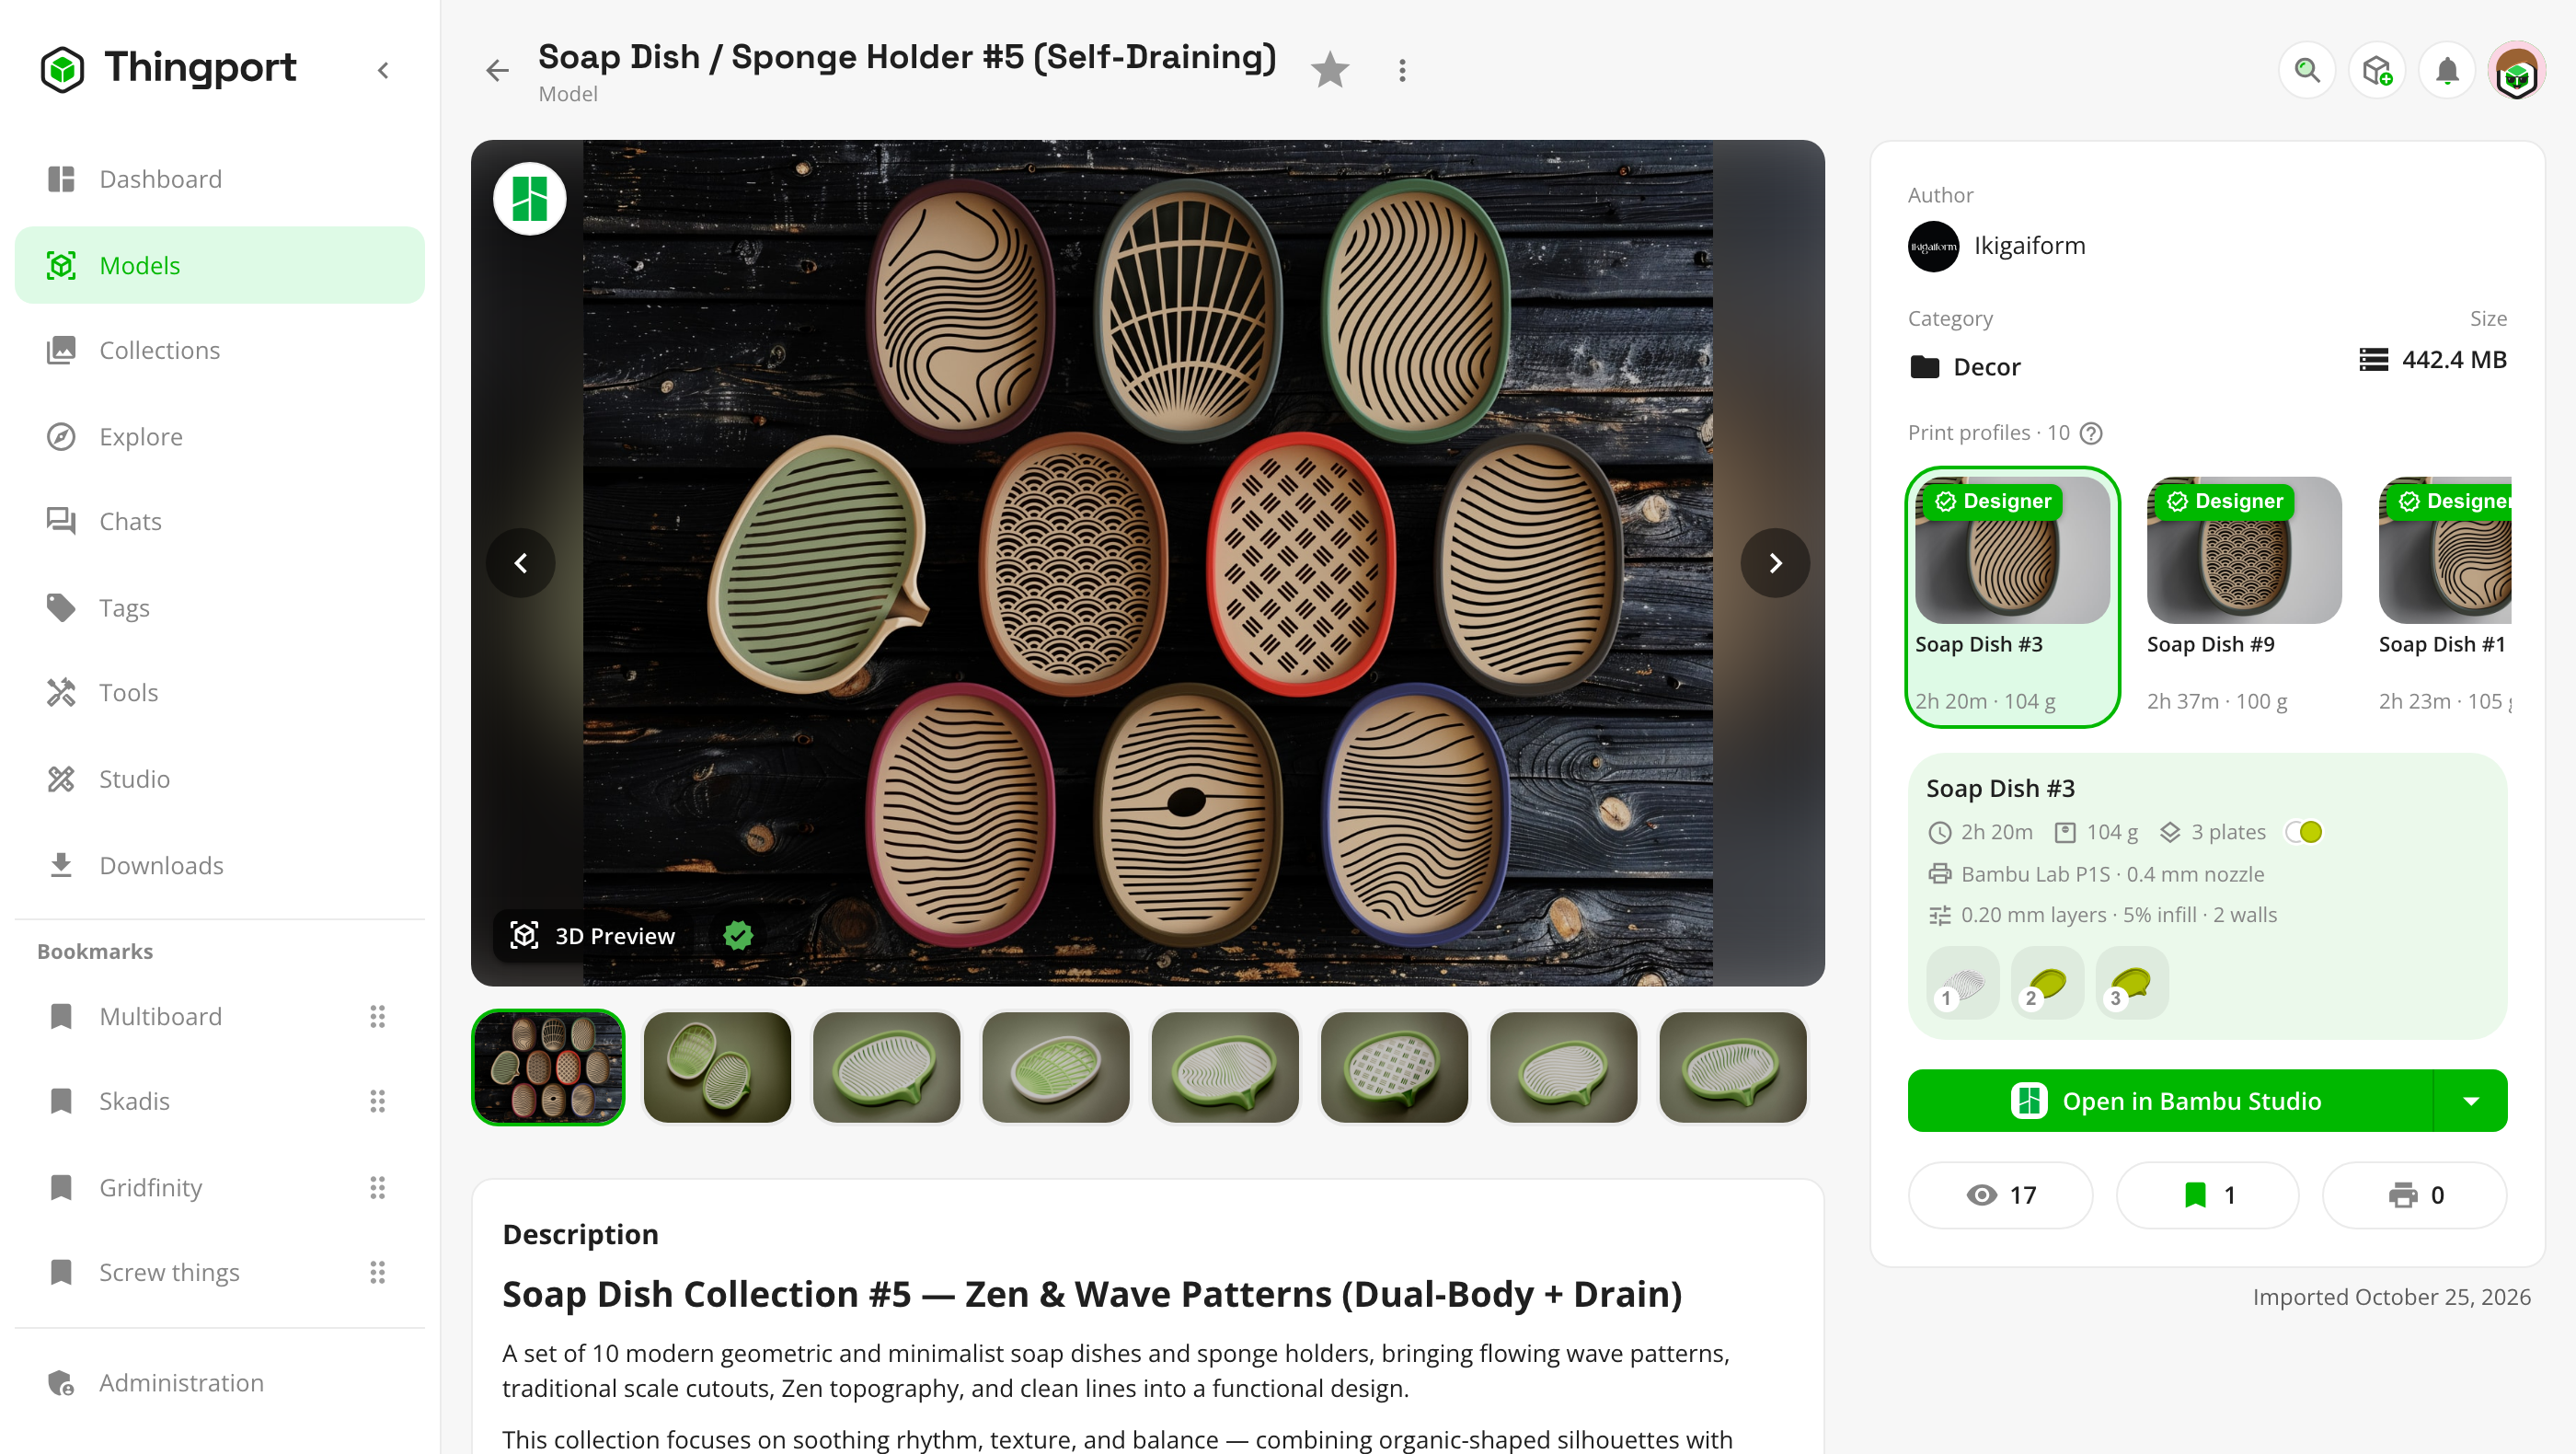 Thingport
Dashboard
Models
Collections
Explore
Chats
Tags
Tools
Studio
Downloads
Bookmarks
Multiboard
Skadis
Gridfinity
Screw things
Administration
Soap Dish / Sponge Holder #5 (Self-Draining)
Model
3D Preview
Description
Soap Dish Collection #5 — Zen & Wave Patterns (Dual-Body + Drain)
A set of 10 modern geometric and minimalist soap dishes and sponge holders, bringing flowing wave patterns,
traditional scale cutouts, Zen topography, and clean lines into a functional design.
This collection focuses on soothing rhythm, texture, and balance — combining organic-shaped silhouettes with
Author
Ikigaiform
Ikigaiform
Category
Size
Decor
442.4 MB
Print profiles · 10
Designer
Designer
Designer
Soap Dish #3
Soap Dish #9
Soap Dish #1
2h 20m · 104 g
2h 37m · 100 g
2h 23m · 105 g
Soap Dish #3
2h 20m 104 g 3 plates
Bambu Lab P1S · 0.4 mm nozzle
0.20 mm layers · 5% infill · 2 walls
1 2 3
Open in Bambu Studio
17 1 0
Imported October 25, 2026